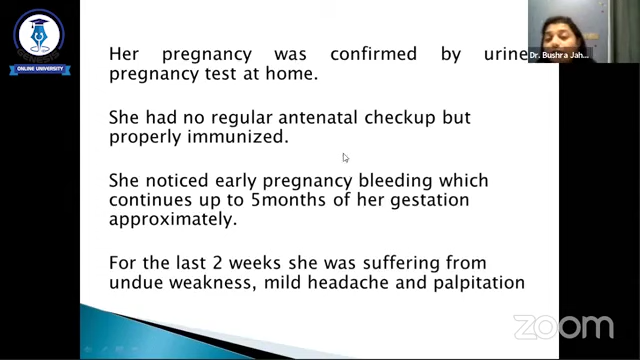 Her pregnancy was confirmed by urine
pregnancy test at home.
She had no regular antenatal checkup but
properly immunized.
She noticed early pregnancy bleeding which
continues up to 5months of her gestation
approximately.
For the last 2 weeks she was suffering from
undue weakness, mild headache and palpitation
ONLINE UNIVERSITY
Dr. Bushra Jah...
zoom